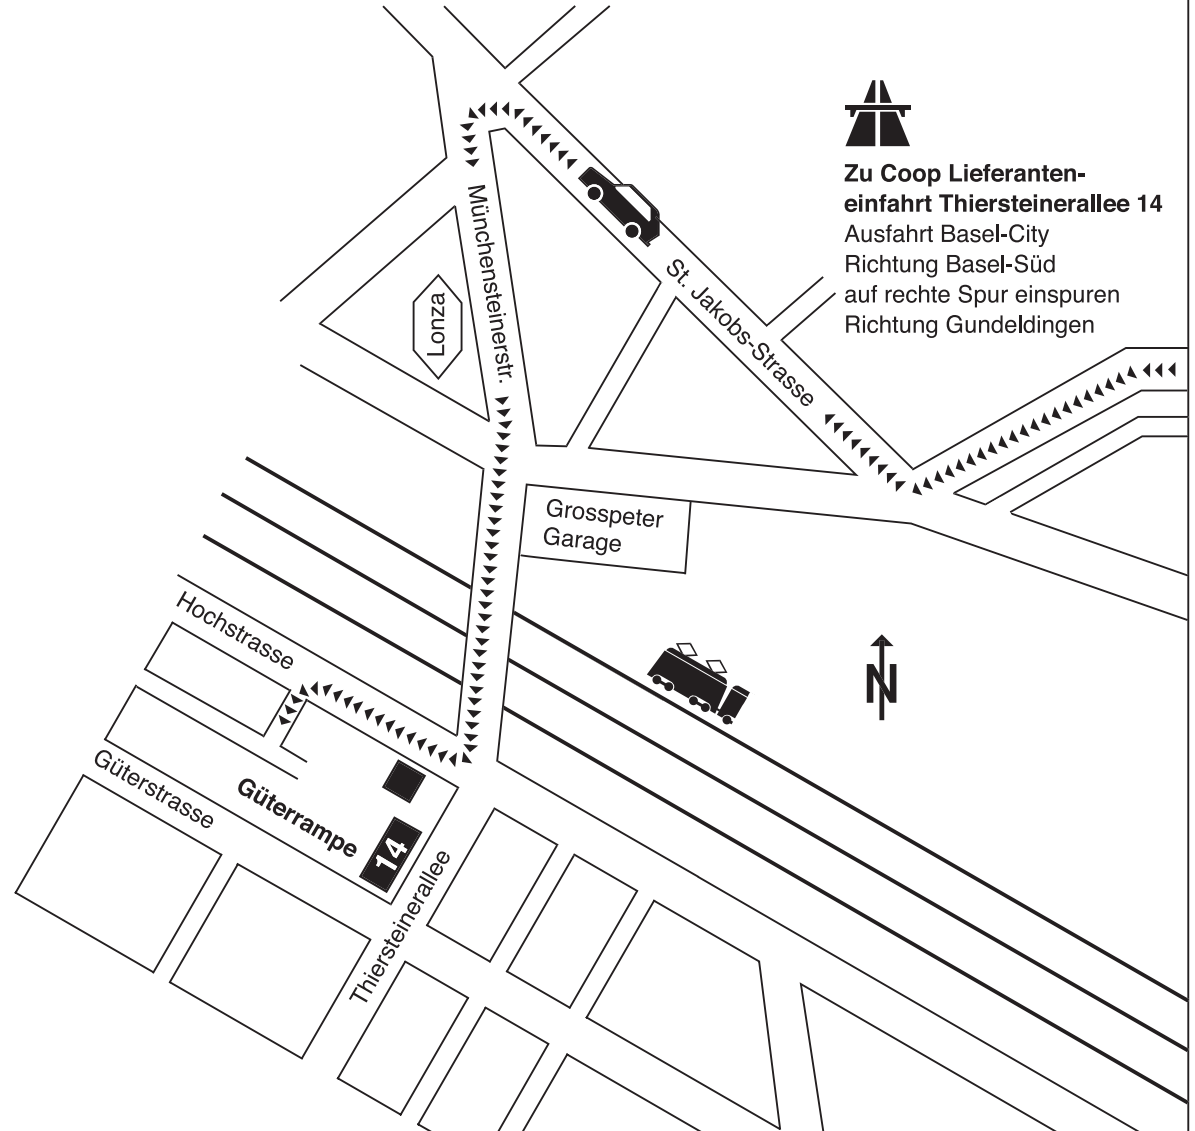 Zu Coop Lieferanten-
einfahrt Thiersteinerallee 14
Ausfahrt Basel-City
Richtung Basel-Süd
auf rechte Spur einspuren
Richtung Gundeldingen
Münchensteinerstr.
Lonza
St. Jakobs-Strasse
Grosspeter
Garage
N
Hochstrasse
Güterstrasse
Güterrampe
14
Thiersteinerallee